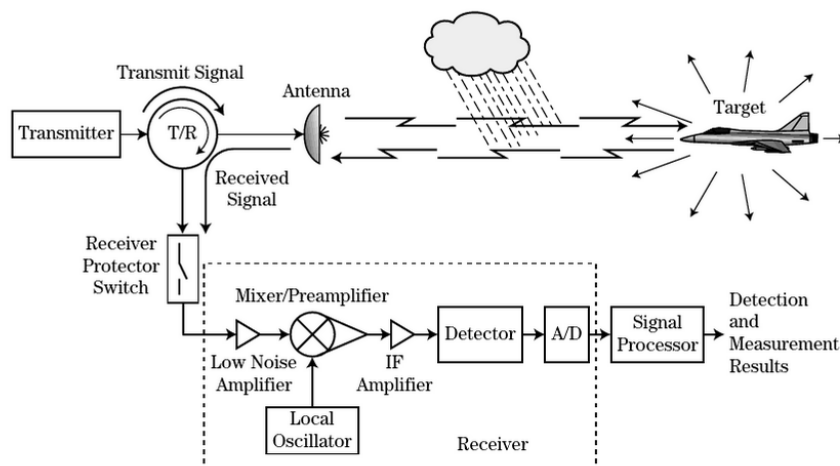 Transmit Signal
Antenna
Target
Transmitter
T/R
Received
Signal
Receiver
Protector
Switch
Mixer/Preamplifier
Low Noise
Amplifier
IF
Amplifier
Detector
A/D
Signal
Processor
Detection
and
Measurement
Results
Local
Oscillator
Receiver